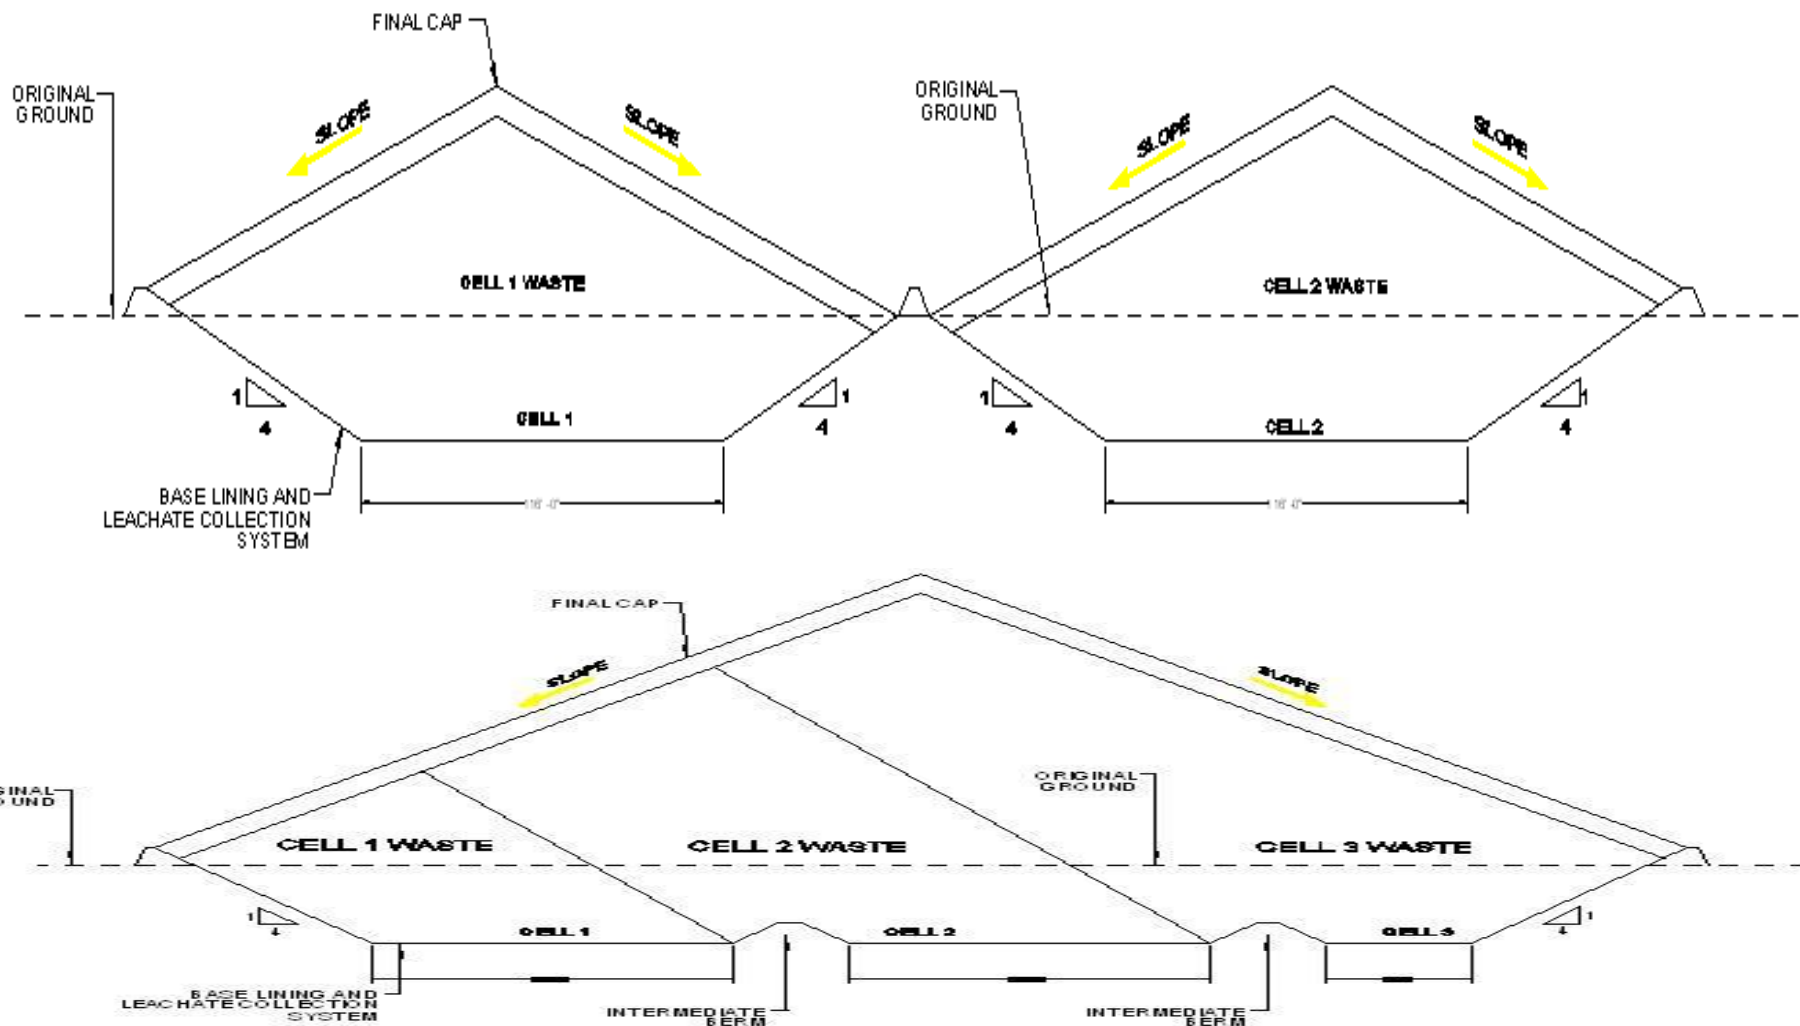 FINAL CAP
ORIGINAL
GROUND
SLOPE
SLOPE
ORIGINAL
GROUND
SLOPE
SLOPE
CELL 1 WASTE
CELL 2 WASTE
1
4
1
4
1
4
1
4
CELL 1
CELL 2
BASE LINING AND
LEACHATE COLLECTION
SYSTEM
FINAL CAP
SLOPE
SLOPE
ORIGINAL
GROUND
CELL 1 WASTE
CELL 2 WASTE
CELL 3 WASTE
1
4
1
4
CELL 1
CELL 2
CELL 3
BASE LINING AND
LEACHATE COLLECTION
SYSTEM
INTERMEDIATE
BERM
INTERMEDIATE
BERM